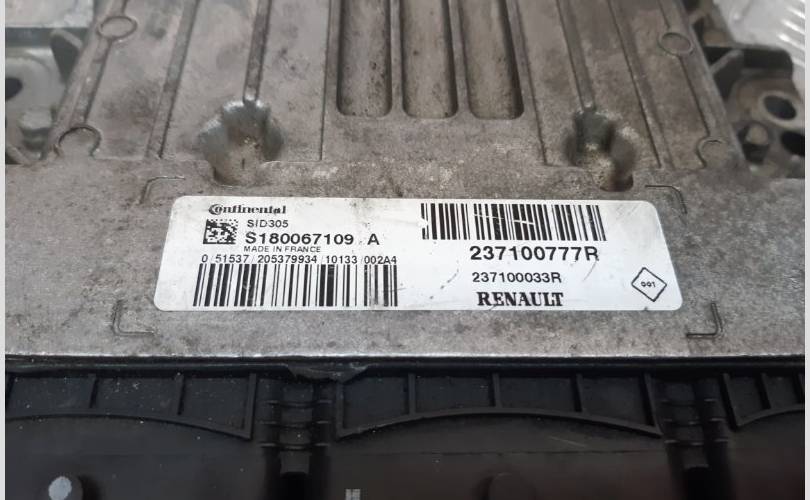 Continental
SID305
S180067109 A
MADE IN FRANCE
0/51537/205379934/10133/002A4
237100777R
237100033R
RENAULT
001